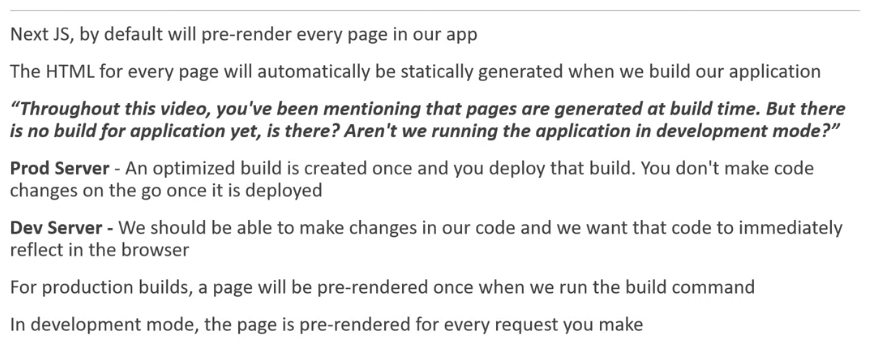 Next JS, by default will pre-render every page in our app
The HTML for every page will automatically be statically generated when we build our application
“Throughout this video, you've been mentioning that pages are generated at build time. But there
is no build for application yet, is there? Aren't we running the application in development mode?”
Prod Server - An optimized build is created once and you deploy that build. You don't make code
changes on the go once it is deployed
Dev Server - We should be able to make changes in our code and we want that code to immediately
reflect in the browser
For production builds, a page will be pre-rendered once when we run the build command
In development mode, the page is pre-rendered for every request you make